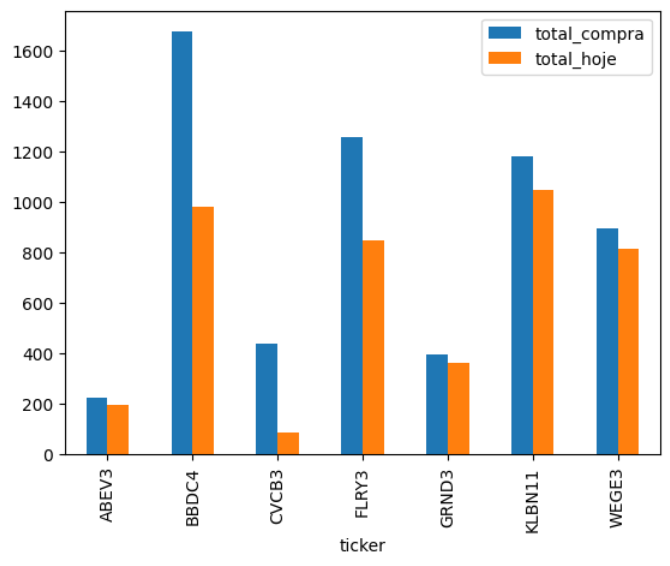 total_compra
total_hoje
1600
1400
1200
1000
800
600
400
200
0
ABEV3
BBDC4
CVCB3
FLRY3
GRND3
KLBN11
WEGE3
ticker